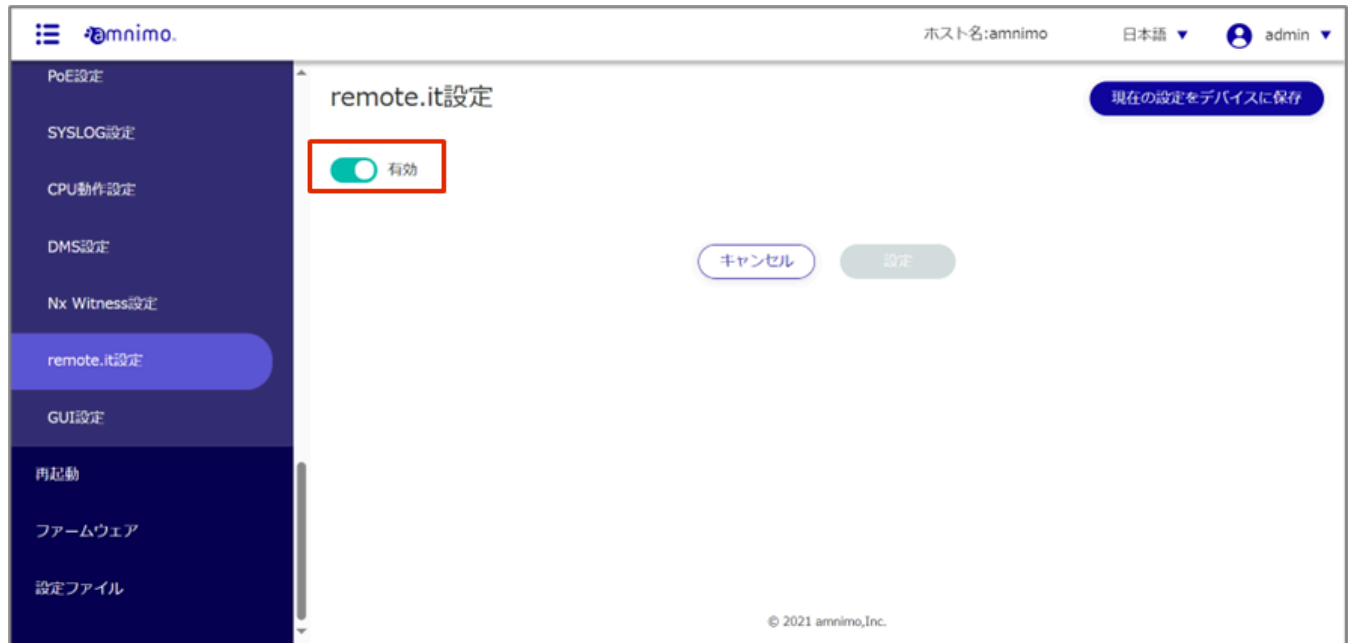 amnimo.
ホスト名:amnimo
日本語 ▼
admin ▼
PoE設定
SYSLOG設定
CPU動作設定
DMS設定
Nx Witness設定
remote.it設定
GUI設定
再起動
ファームウェア
設定ファイル
remote.it設定
現在の設定をデバイスに保存
有効
キャンセル
設定
© 2021 amnimo,Inc.